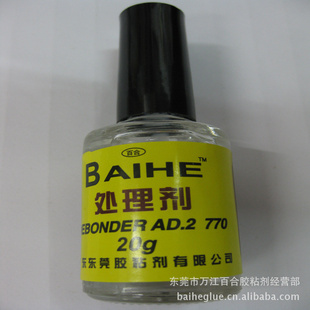 百合
BAIHE™
处理剂
EBONDER AD.2 770
20g
东东莞胶粘剂有限公司
东莞市万江百合胶粘剂经营部
baiheglue.cn.alibaba.com